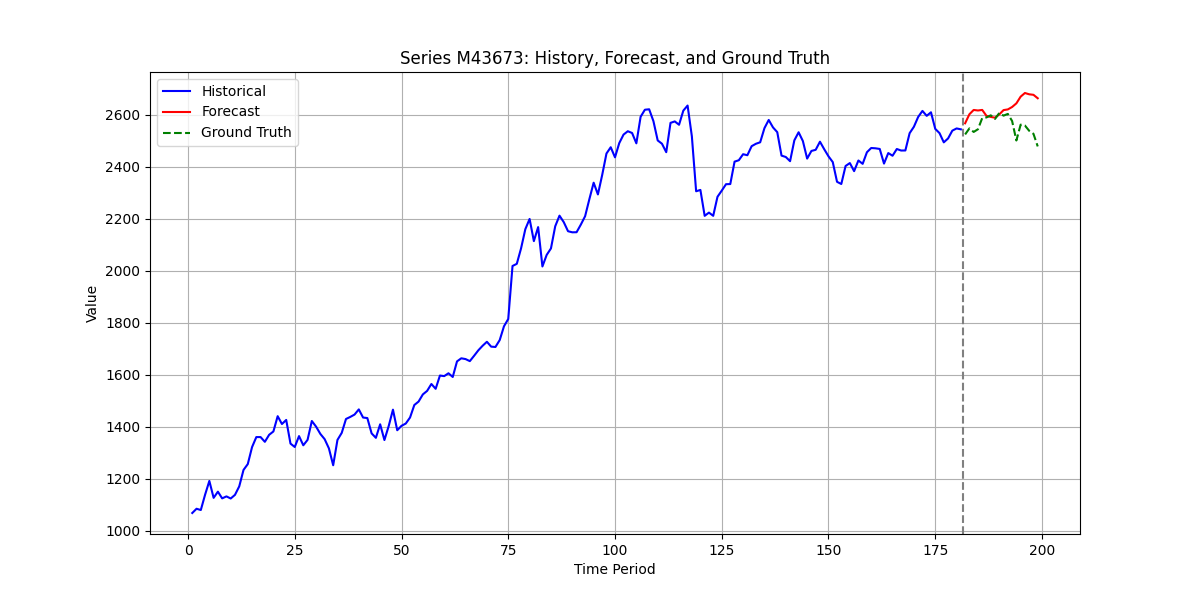 Series M43673: History, Forecast, and Ground Truth
Historical
Forecast
Ground Truth
2600
2400
2200
2000
1800
1600
1400
1200
1000
Value
0 25 50 75 100 125 150 175 200
Time Period